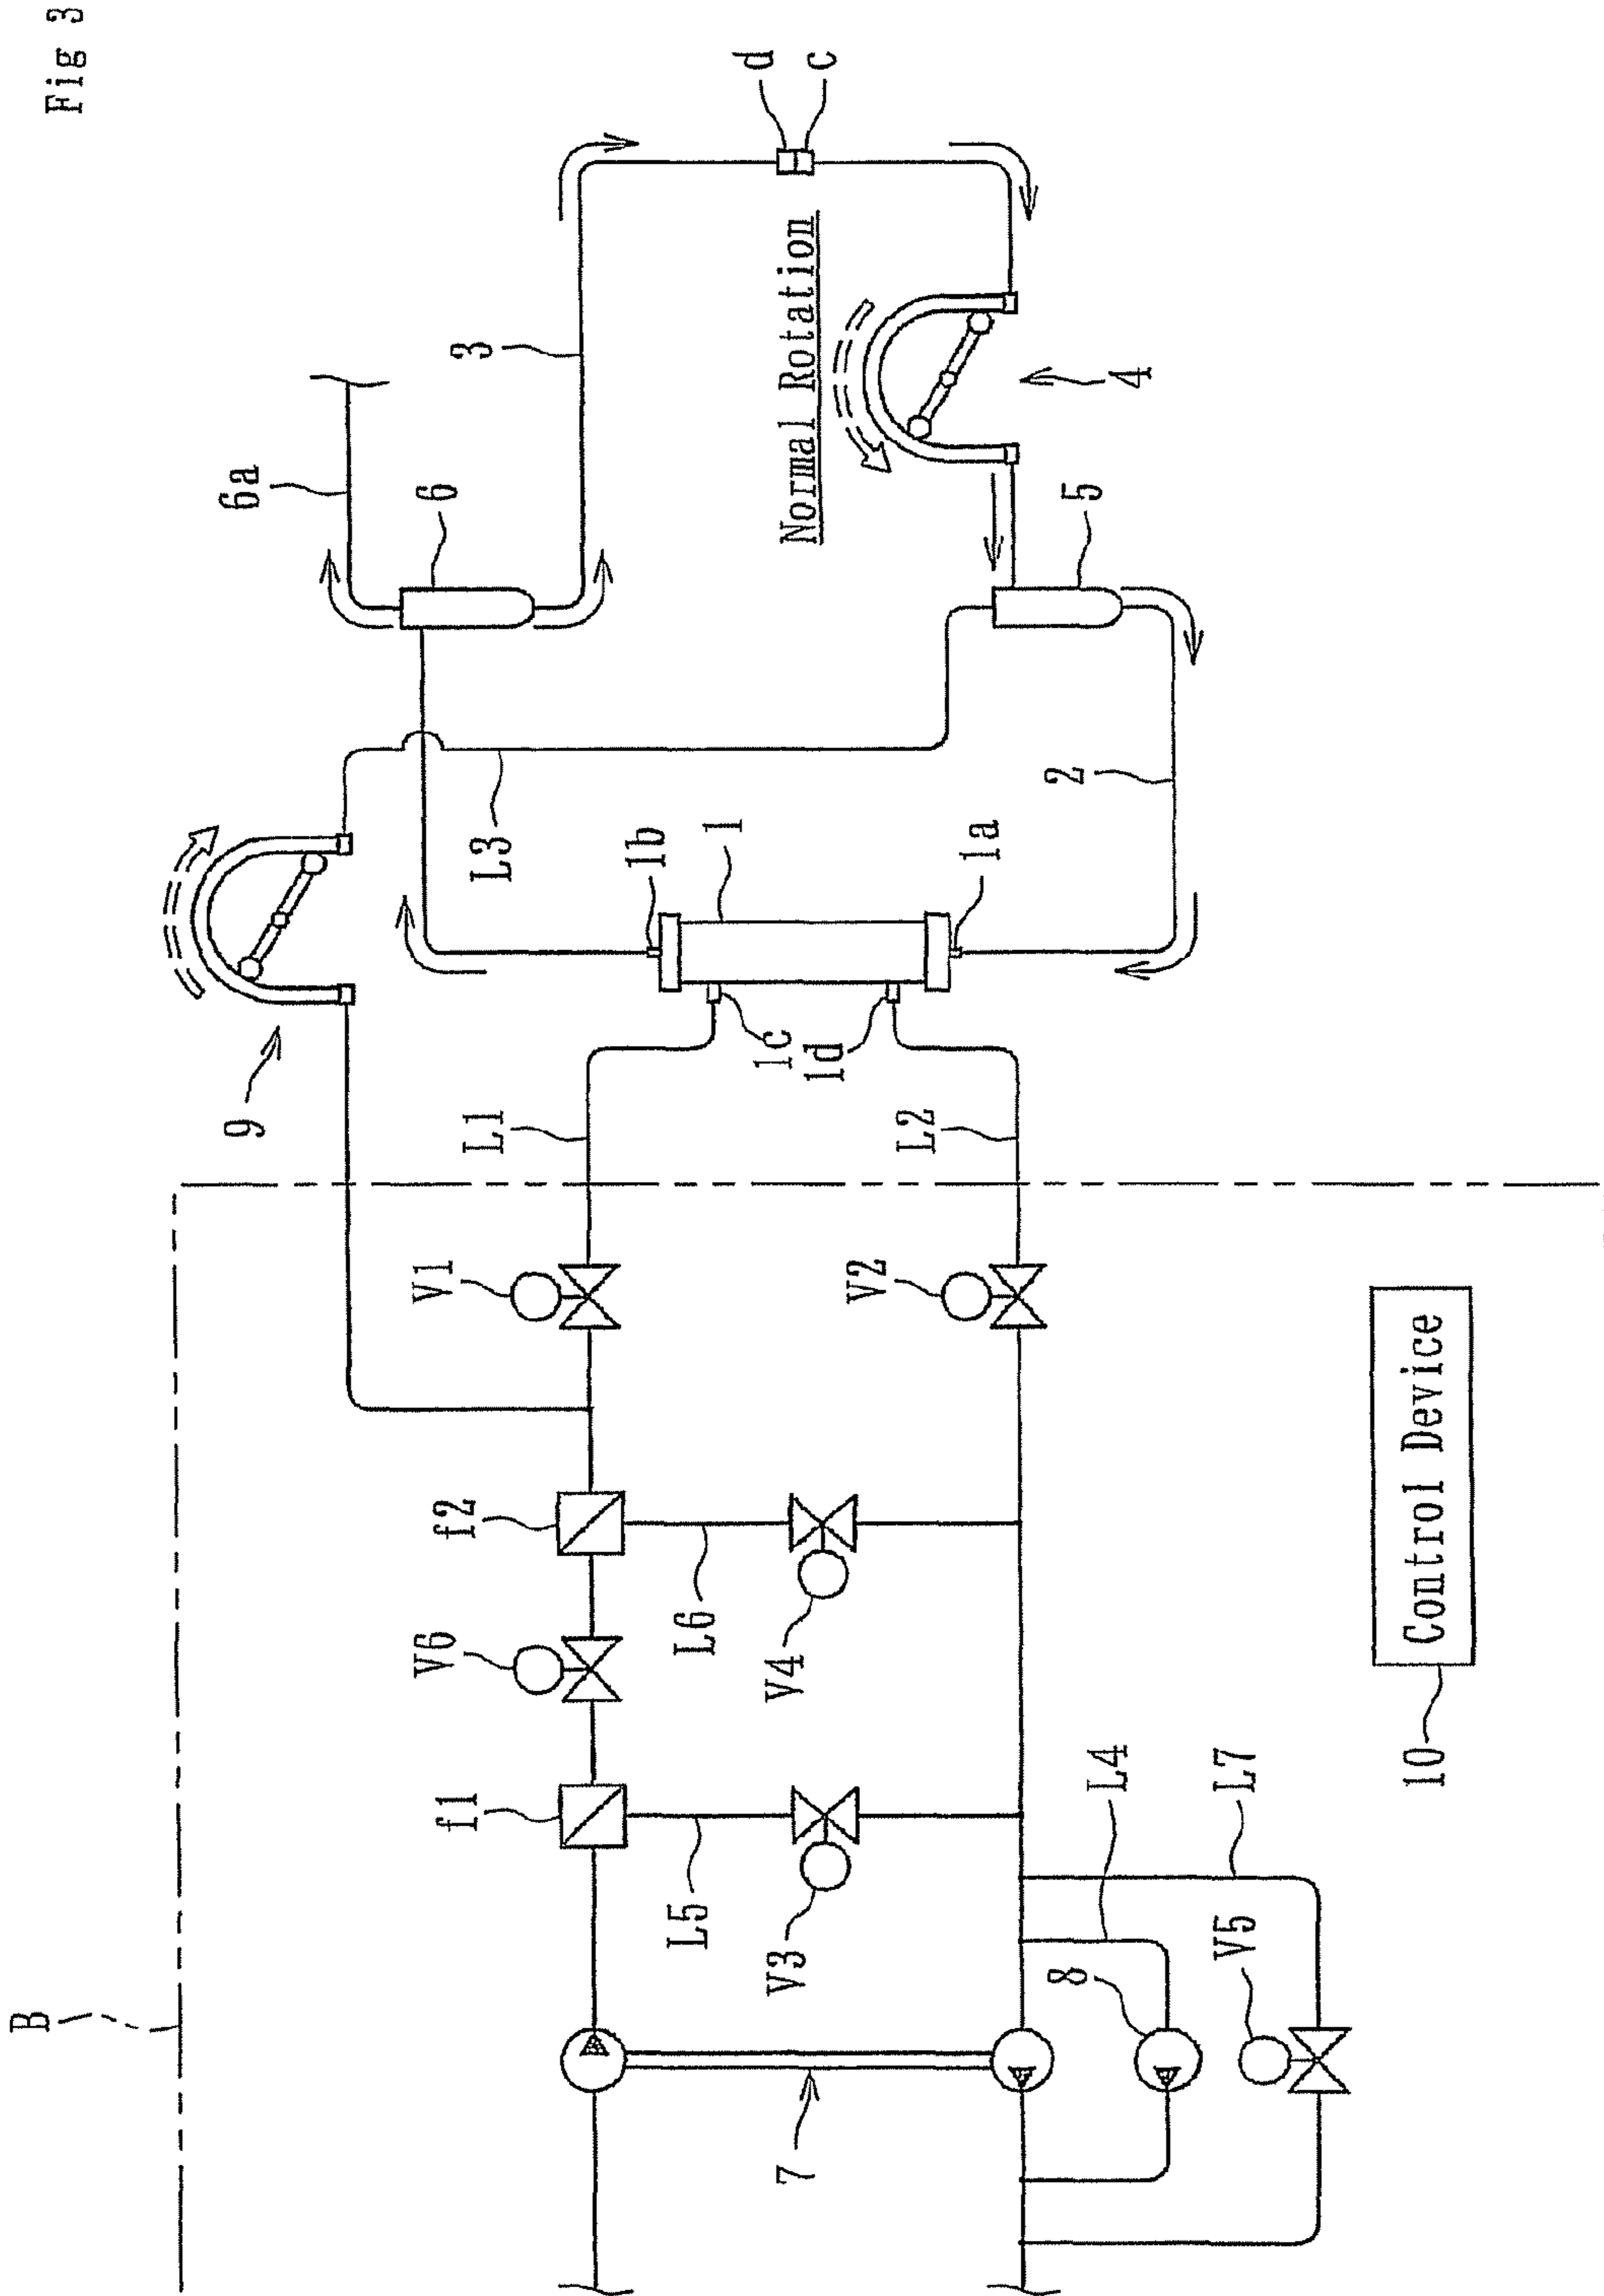 Fig 3
B
9
6a
f1
V6
f2
V1
L1
L3
6
3
L5
L6
1b
1
7
V3
V4
1c
1d
Normal Rotation
d
c
V2
L2
1a
8
2
5
L4
4
V5
L7
10
Control Device